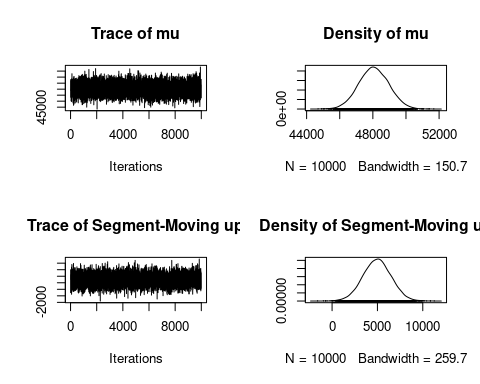 Trace of mu
45000
0 4000 8000
Iterations
Density of mu
0e+00
44000 48000 52000
N = 10000 Bandwidth = 150.7
Trace of Segment-Moving up
-2000
0 4000 8000
Iterations
Density of Segment-Moving u
0.00000
0 5000 10000
N = 10000 Bandwidth = 259.7